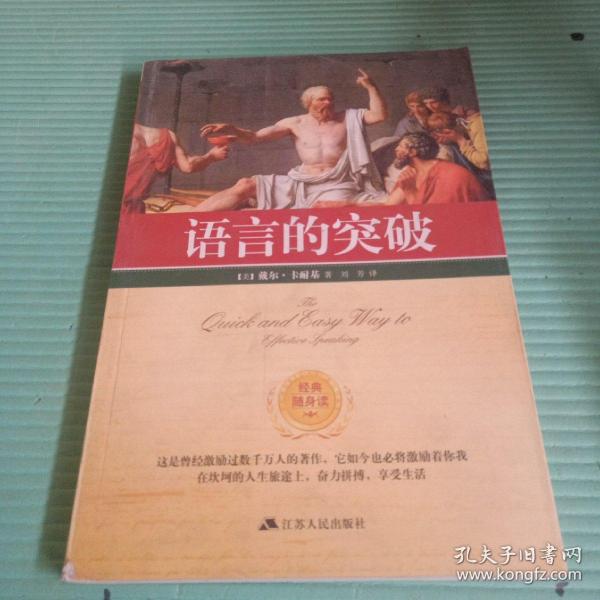 语言的突破
【美】戴尔·卡耐基 著 刘芳 译
The
Quick and Easy Way to
Effective Speaking
经典
随身读
这是曾经激励过数千万人的著作，它如今也必将激励着你我
在坎坷的人生旅途上，奋力拼搏，享受生活
江苏人民出版社
孔夫子旧书网
www.kongfz.com